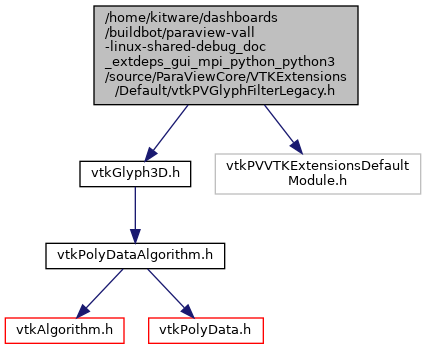 /home/kitware/dashboards
/buildbot/paraview-vall
-linux-shared-debug_doc
_extdeps_gui_mpi_python_python3
/source/ParaViewCore/VTKExtensions
/Default/vtkPVGlyphFilterLegacy.h
vtkGlyph3D.h
vtkPVVTKExtensionsDefault
Module.h
vtkPolyDataAlgorithm.h
vtkAlgorithm.h
vtkPolyData.h